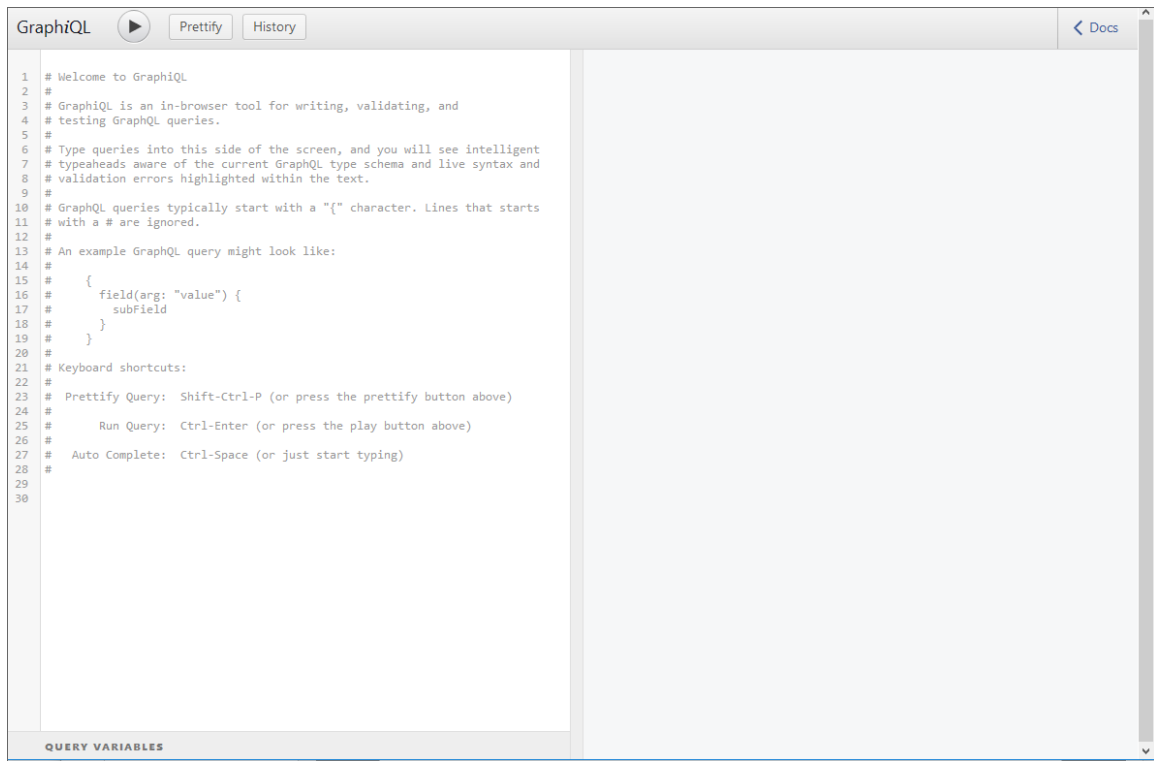 GraphiQL Prettify History Docs
1 # Welcome to GraphiQL
2 #
3 # GraphiQL is an in-browser tool for writing, validating, and
4 # testing GraphQL queries.
5 #
6 # Type queries into this side of the screen, and you will see intelligent
7 # typeaheads aware of the current GraphQL type schema and live syntax and
8 # validation errors highlighted within the text.
9 #
10 # GraphQL queries typically start with a "{" character. Lines that starts
11 # with a # are ignored.
12 #
13 # An example GraphQL query might look like:
14 #
15 #     {
16 #       field(arg: "value") {
17 #         subField
18 #       }
19 #     }
20 #
21 # Keyboard shortcuts:
22 #
23 #  Prettify Query:  Shift-Ctrl-P (or press the prettify button above)
24 #
25 #       Run Query:  Ctrl-Enter (or press the play button above)
26 #
27 #   Auto Complete:  Ctrl-Space (or just start typing)
28 #
29
30
QUERY VARIABLES